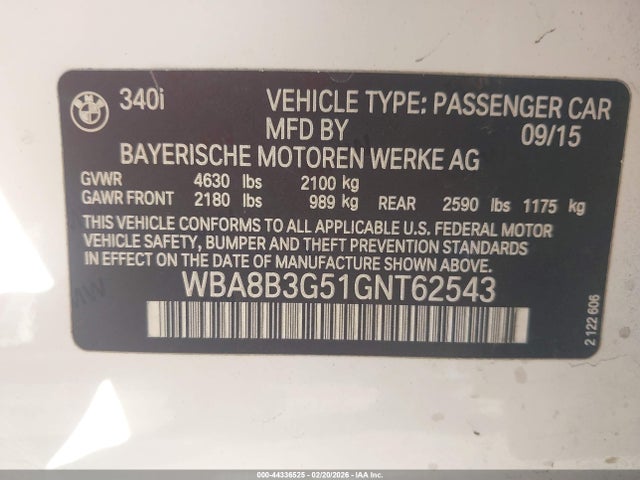 340i VEHICLE TYPE: PASSENGER CAR
MFD BY 09/15
BAYERISCHE MOTOREN WERKE AG
GVWR 4630 lbs 2100 kg
GAWR FRONT 2180 lbs 989 kg REAR 2590 lbs 1175 kg
THIS VEHICLE CONFORMS TO ALL APPLICABLE U.S. FEDERAL MOTOR
VEHICLE SAFETY, BUMPER AND THEFT PREVENTION STANDARDS
IN EFFECT ON THE DATE OF MANUFACTURE SHOWN ABOVE.
WBA8B3G51GNT62543
2 122 606
000-44336525 - 02/20/2026 - IAA Inc.